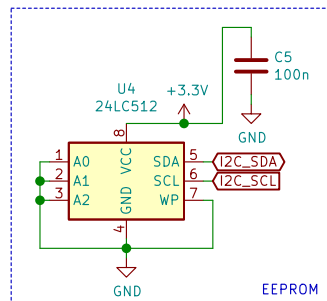 C5
100n
GND
+3.3V
U4
24LC512
8
VCC
1 A0 SDA 5 I2C_SDA
2 A1 SCL 6 I2C_SCL
3 A2 WP 7
GND
4
GND
EEPROM